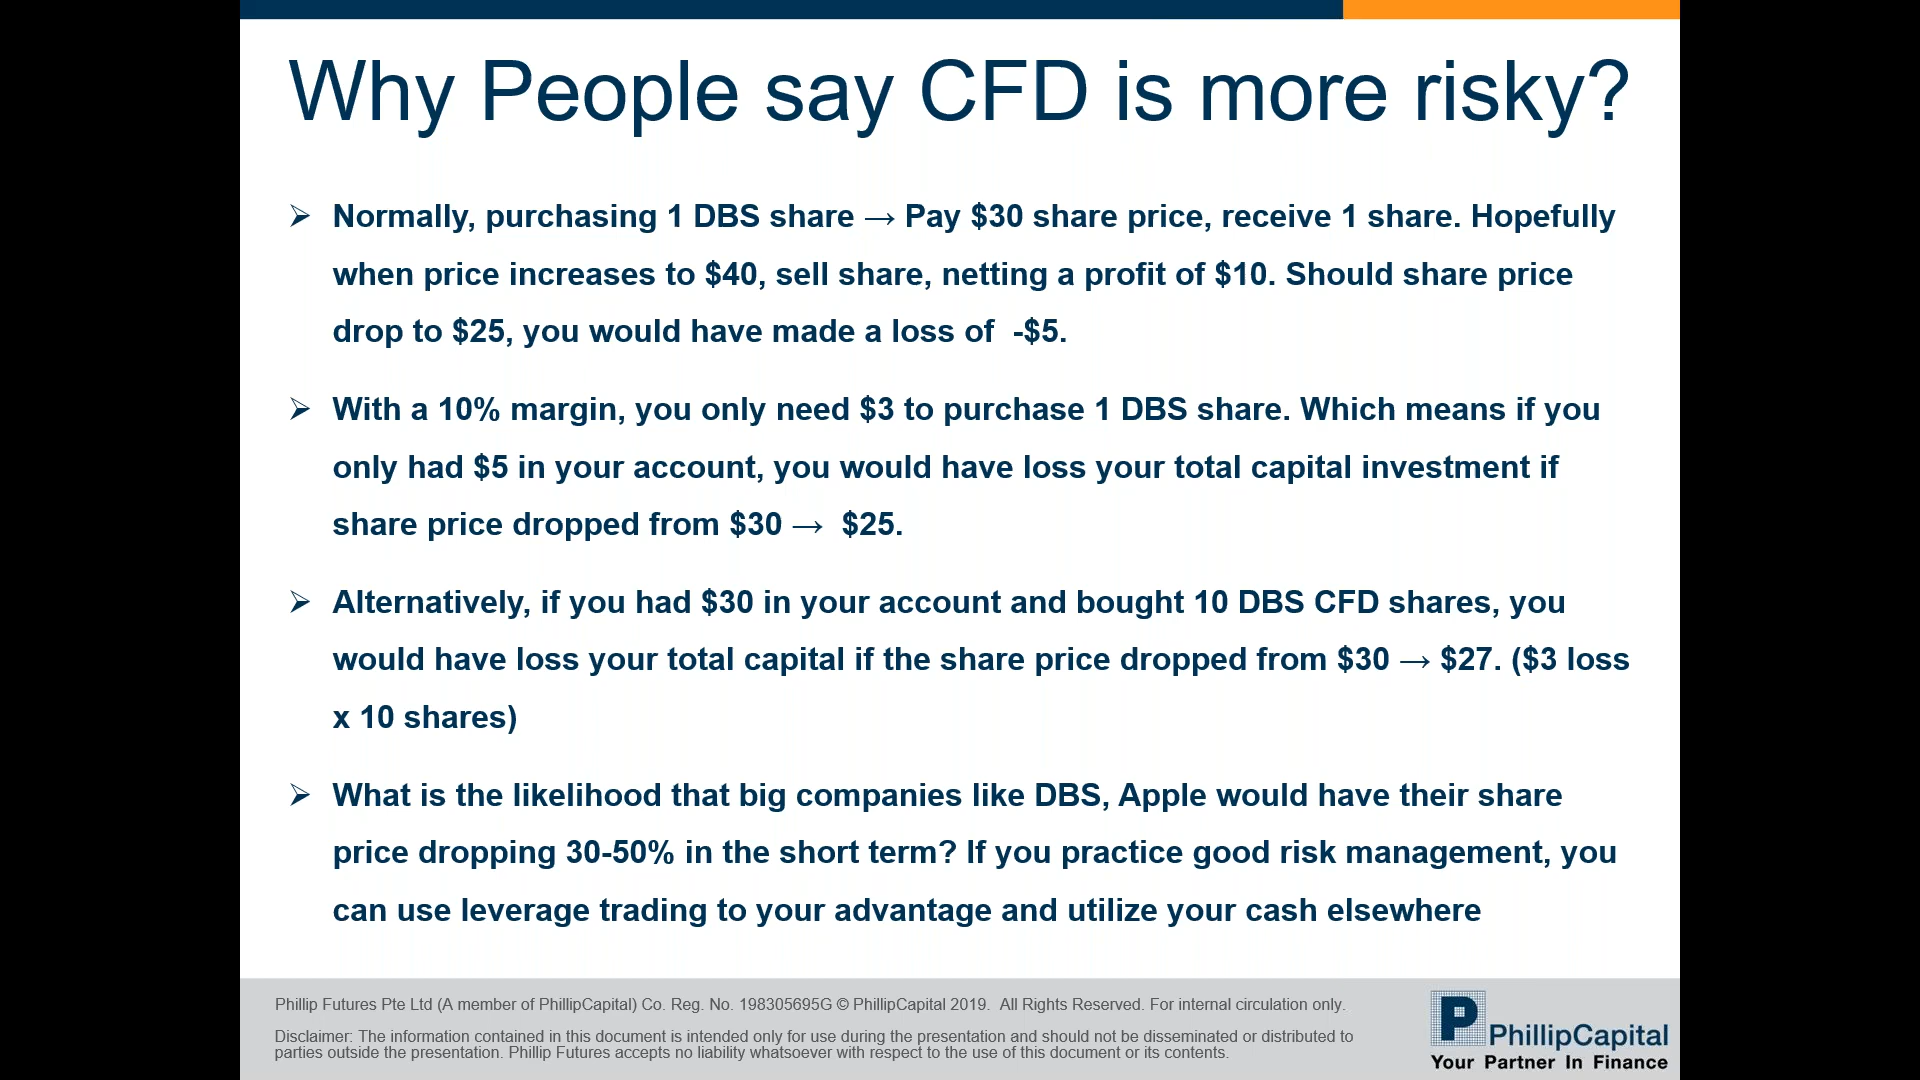 Why People say CFD is more risky?
➢ Normally, purchasing 1 DBS share → Pay $30 share price, receive 1 share. Hopefully
when price increases to $40, sell share, netting a profit of $10. Should share price
drop to $25, you would have made a loss of  -$5.
➢ With a 10% margin, you only need $3 to purchase 1 DBS share. Which means if you
only had $5 in your account, you would have loss your total capital investment if
share price dropped from $30 →  $25.
➢ Alternatively, if you had $30 in your account and bought 10 DBS CFD shares, you
would have loss your total capital if the share price dropped from $30 → $27. ($3 loss
x 10 shares)
➢ What is the likelihood that big companies like DBS, Apple would have their share
price dropping 30-50% in the short term? If you practice good risk management, you
can use leverage trading to your advantage and utilize your cash elsewhere
Phillip Futures Pte Ltd (A member of PhillipCapital) Co. Reg. No. 198305695G © PhillipCapital 2019.  All Rights Reserved. For internal circulation only.
Disclaimer: The information contained in this document is intended only for use during the presentation and should not be disseminated or distributed to
parties outside the presentation. Phillip Futures accepts no liability whatsoever with respect to the use of this document or its contents.
P PhillipCapital
Your Partner In Finance